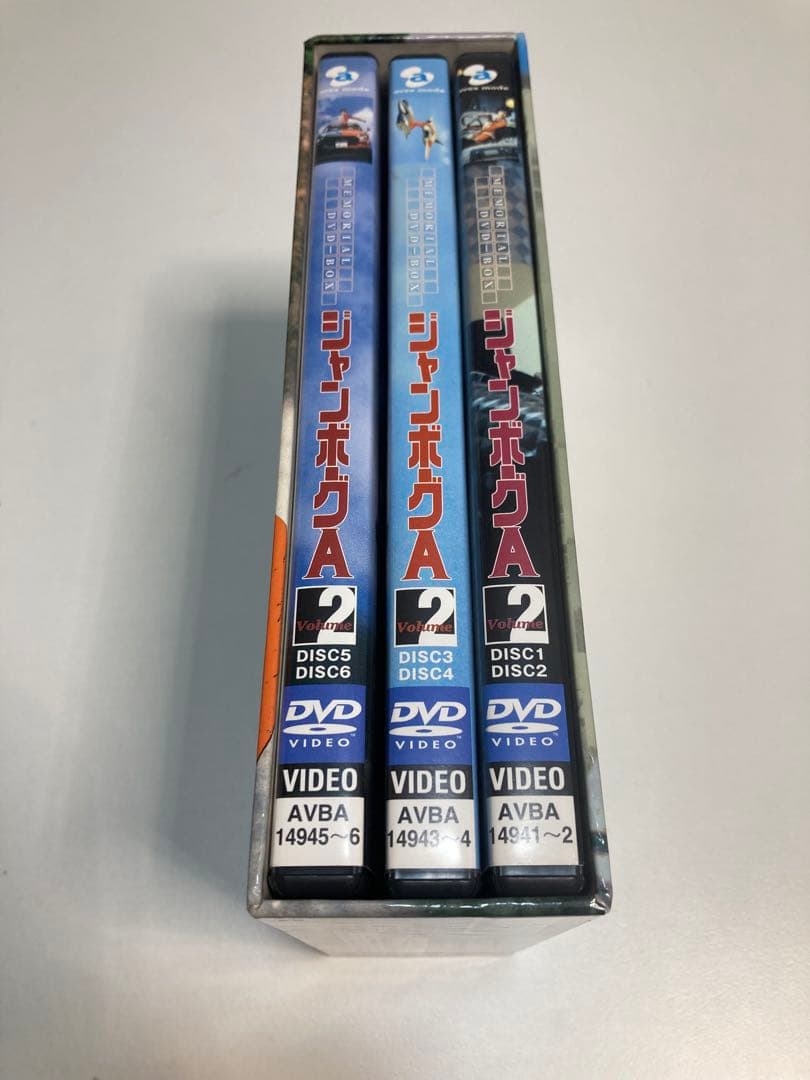 a
avex mode
MEMORIAL
DVD-BOX
ジャンボーグA
Volume 2
DISC5
DISC6
DVD
VIDEO™
VIDEO
AVBA
14945～6
a
avex mode
MEMORIAL
DVD-BOX
ジャンボーグA
Volume 2
DISC3
DISC4
DVD
VIDEO™
VIDEO
AVBA
14943～4
a
avex mode
MEMORIAL
DVD-BOX
ジャンボーグA
Volume 2
DISC1
DISC2
DVD
VIDEO™
VIDEO
AVBA
14941～2